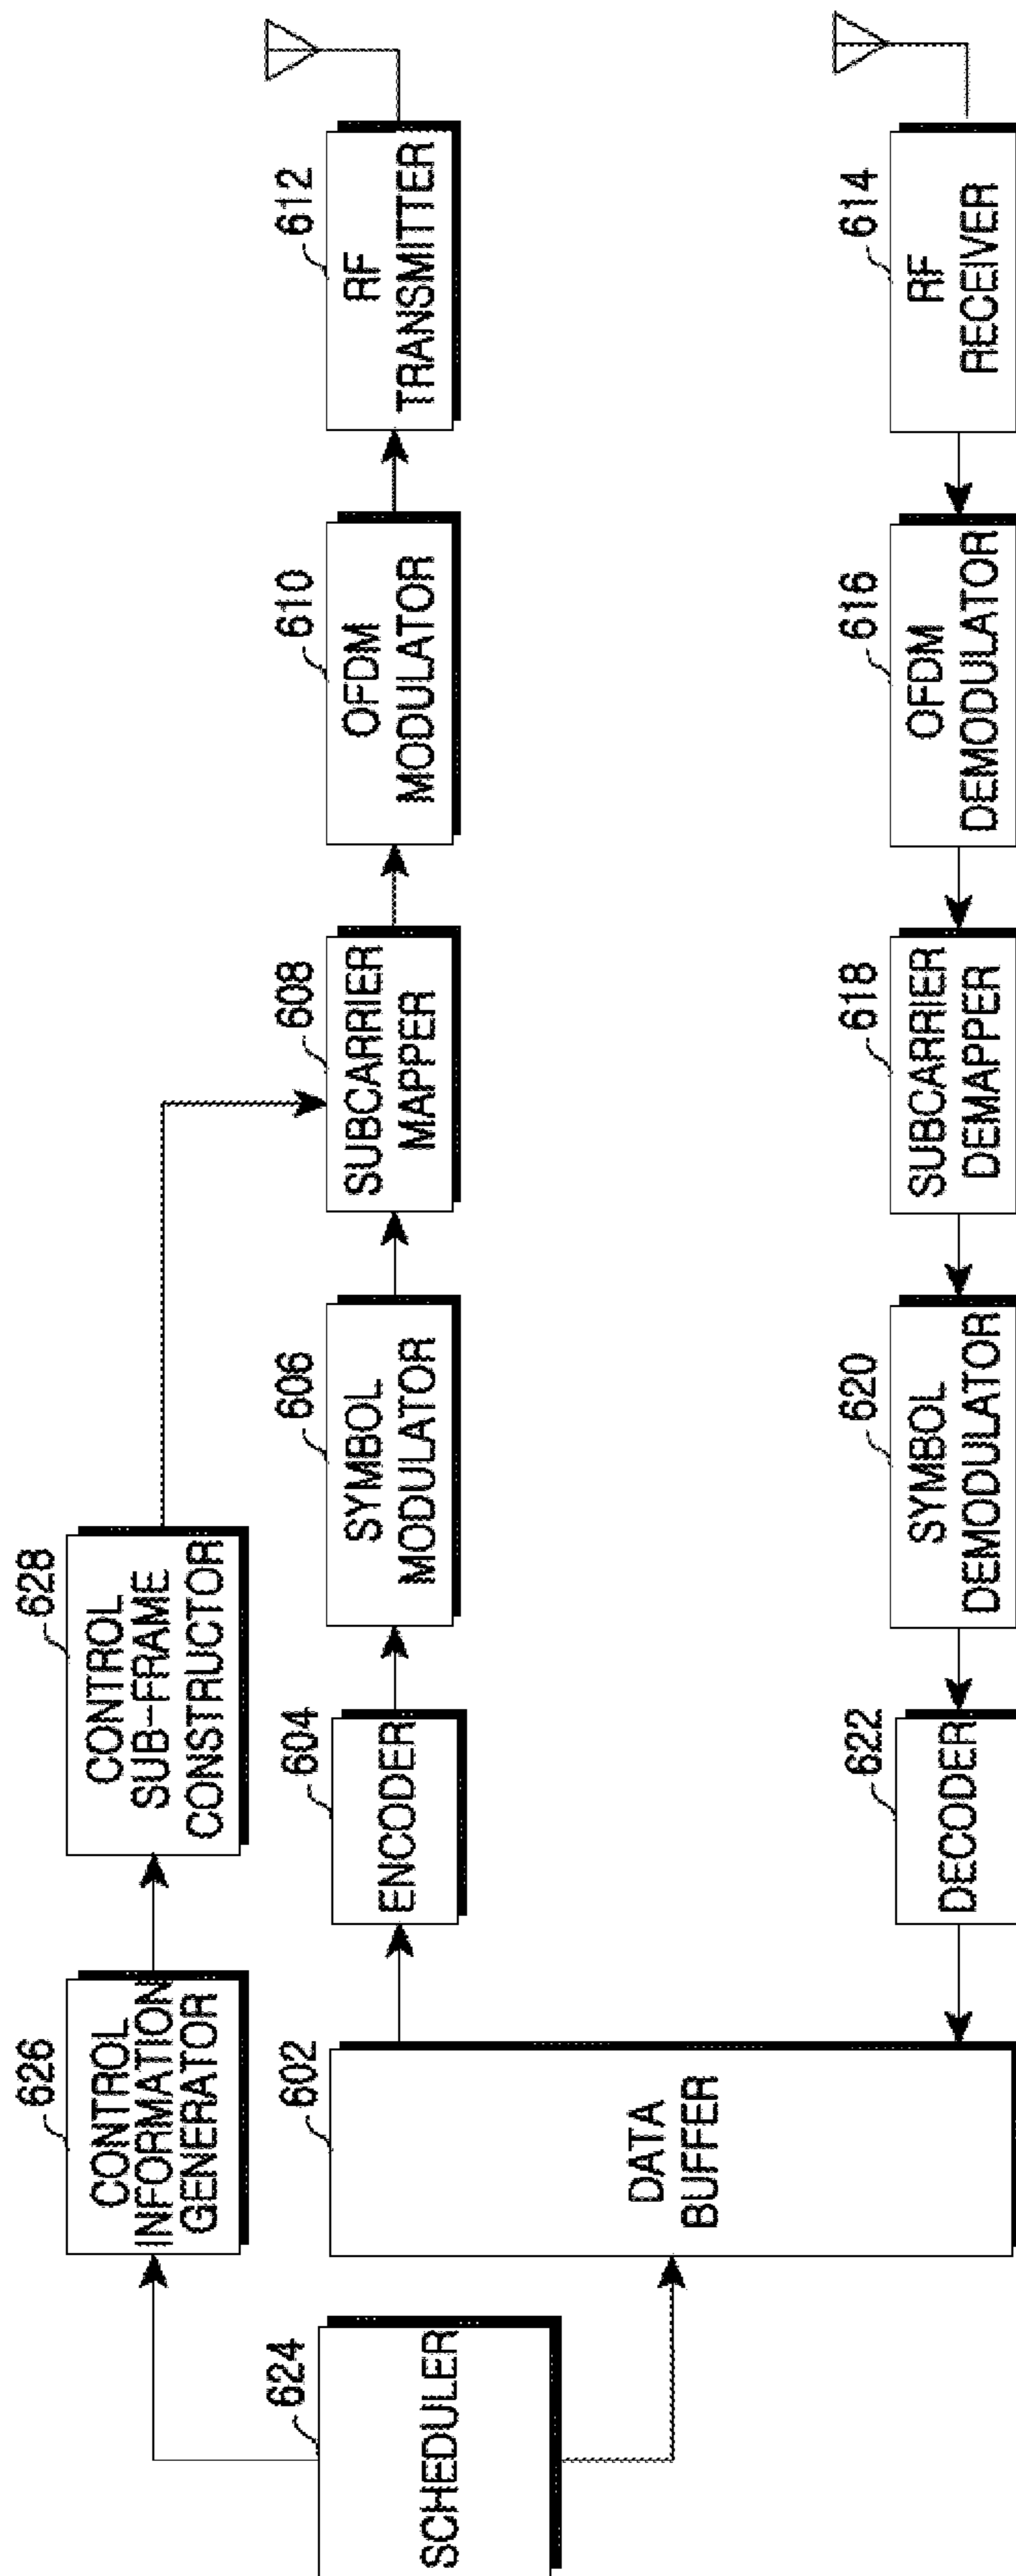 626
CONTROL
INFORMATION
GENERATOR
628
CONTROL
SUB-FRAME
CONSTRUCTOR
624
SCHEDULER
602
DATA
BUFFER
604
ENCODER
606
SYMBOL
MODULATOR
608
SUBCARRIER
MAPPER
610
OFDM
MODULATOR
612
RF
TRANSMITTER
622
DECODER
620
SYMBOL
DEMODULATOR
618
SUBCARRIER
DEMAPPER
616
OFDM
DEMODULATOR
614
RF
RECEIVER